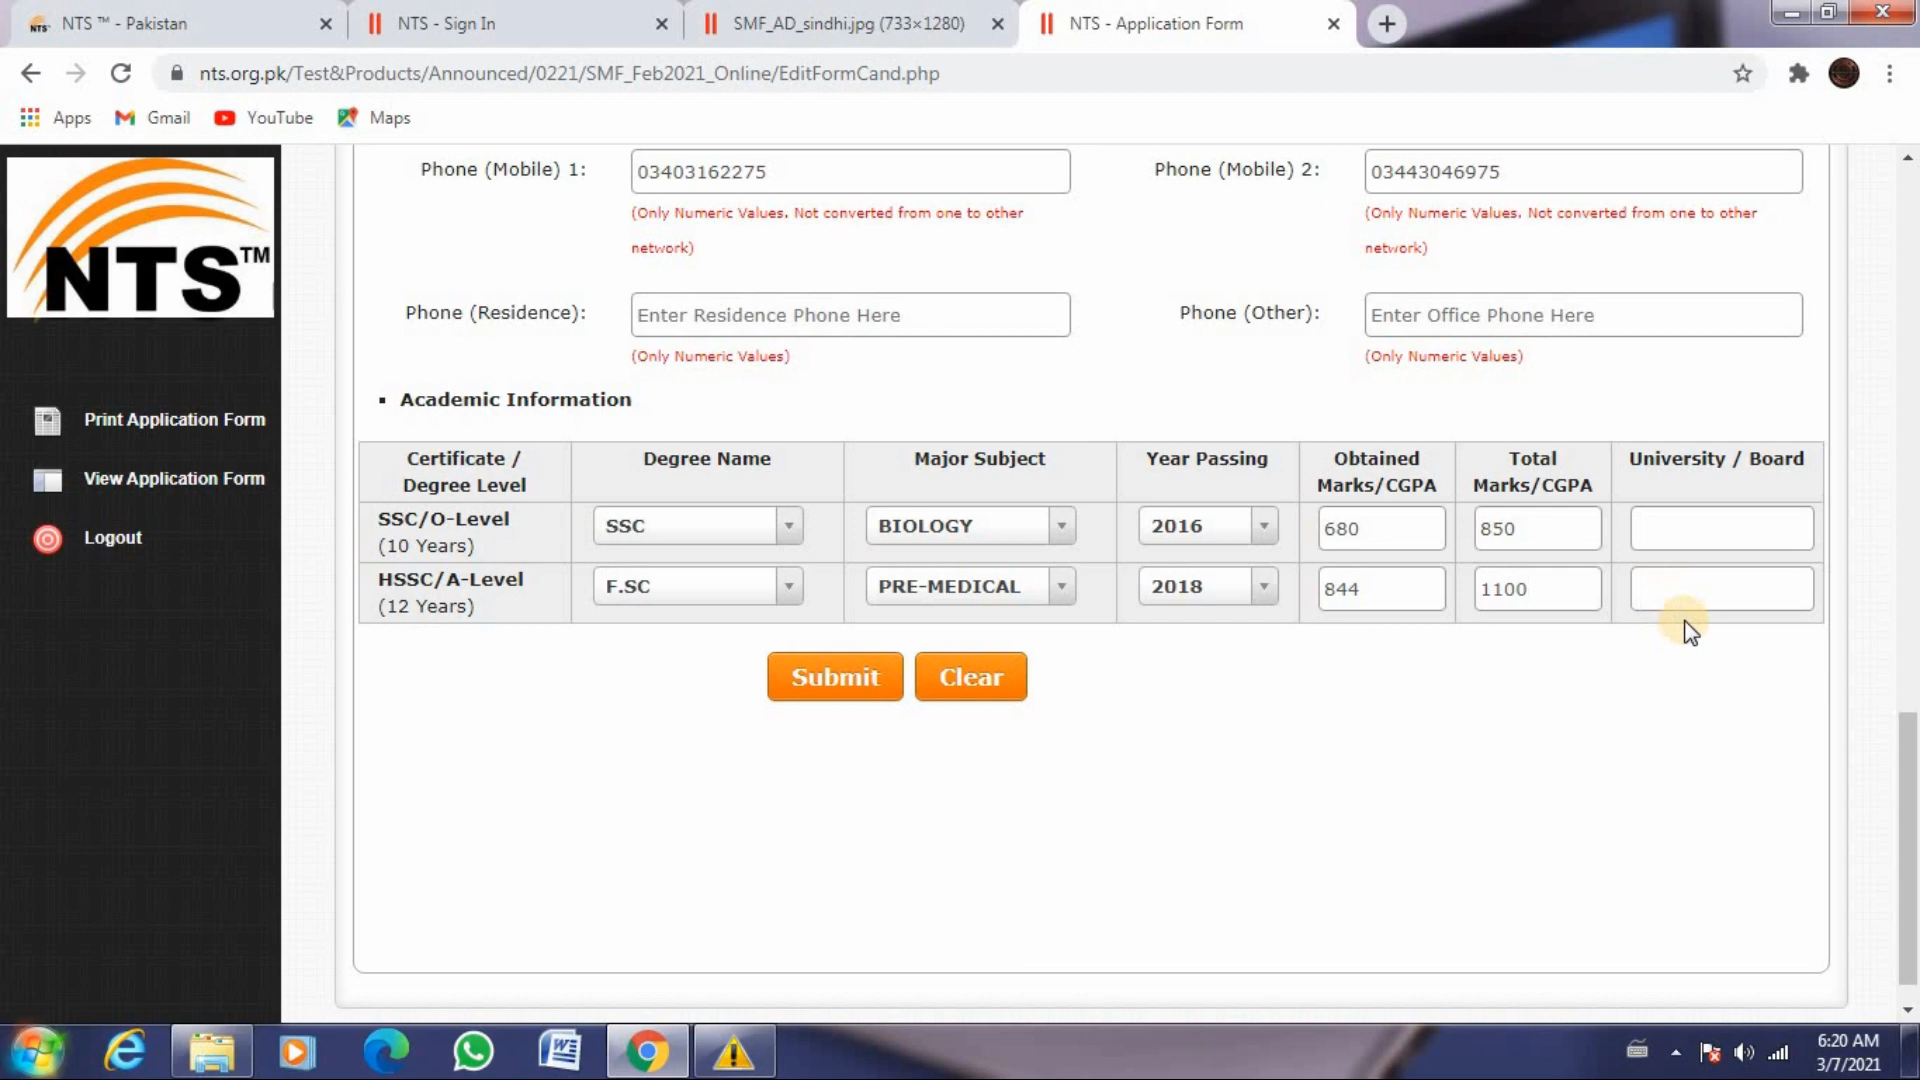 NTS ™ - Pakistan
NTS - Sign In
SMF_AD_sindhi.jpg (733×1280)
NTS - Application Form
nts.org.pk/Test&Products/Announced/0221/SMF_Feb2021_Online/EditFormCand.php
Apps
Gmail
YouTube
Maps
NTS™
Print Application Form
View Application Form
Logout
Phone (Mobile) 1: 03403162275
(Only Numeric Values. Not converted from one to other
network)
Phone (Mobile) 2: 03443046975
(Only Numeric Values. Not converted from one to other
network)
Phone (Residence): Enter Residence Phone Here
(Only Numeric Values)
Phone (Other): Enter Office Phone Here
(Only Numeric Values)
Academic Information
Certificate / Degree Level Degree Name Major Subject Year Passing Obtained Marks/CGPA Total Marks/CGPA University / Board
SSC/O-Level (10 Years) SSC BIOLOGY 2016 680 850
HSSC/A-Level (12 Years) F.SC PRE-MEDICAL 2018 844 1100
Submit Clear
6:20 AM
3/7/2021